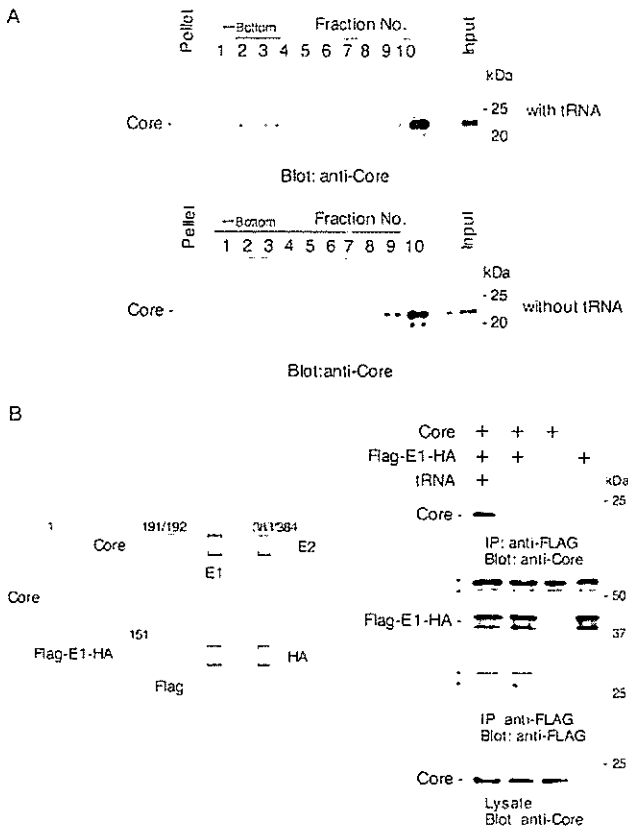 A
Pellet
←Bottom
Fraction No.
1 2 3 4 5 6 7 8 9 10
Input
kDa
Core -
- 25
20
with tRNA
Blot: anti-Core
Pellet
←Bottom
Fraction No.
1 2 3 4 5 6 7 8 9 10
Input
kDa
Core -
- 25
- 20
without tRNA
Blot:anti-Core
B
Core + + +
Flag-E1-HA + + +
tRNA +
kDa
- 25
Core -
IP: anti-FLAG
Blot: anti-Core
1
191/192
383/384
Core
E2
E1
Core
151
Flag-E1-HA
HA
Flag
- 50
Flag-E1-HA -
37
25
IP anti-FLAG
Blot: anti-FLAG
- 25
Core -
Lysate
Blot anti-Core